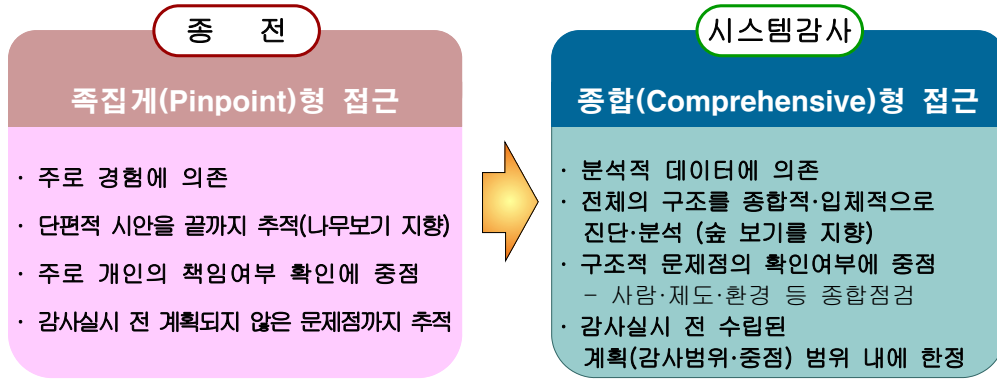 종 전
족집게(Pinpoint)형 접근
· 주로 경험에 의존
· 단편적 시안을 끝까지 추적(나무보기 지향)
· 주로 개인의 책임여부 확인에 중점
· 감사실시 전 계획되지 않은 문제점까지 추적
시스템감사
종합(Comprehensive)형 접근
· 분석적 데이터에 의존
· 전체의 구조를 종합적·입체적으로
진단·분석 (숲 보기를 지향)
· 구조적 문제점의 확인여부에 중점
- 사람·제도·환경 등 종합점검
· 감사실시 전 수립된
계획(감사범위·중점) 범위 내에 한정